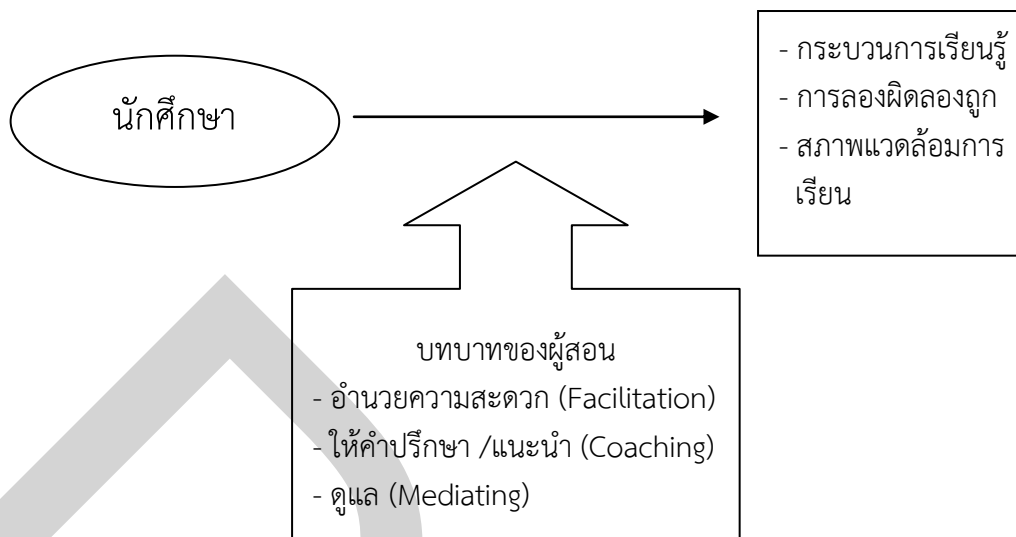 นักศึกษา
- กระบวนการเรียนรู้
- การลองผิดลองถูก
- สภาพแวดล้อมการ
เรียน
บทบาทของผู้สอน
- อำนวยความสะดวก (Facilitation)
- ให้คำปรึกษา /แนะนำ (Coaching)
- ดูแล (Mediating)